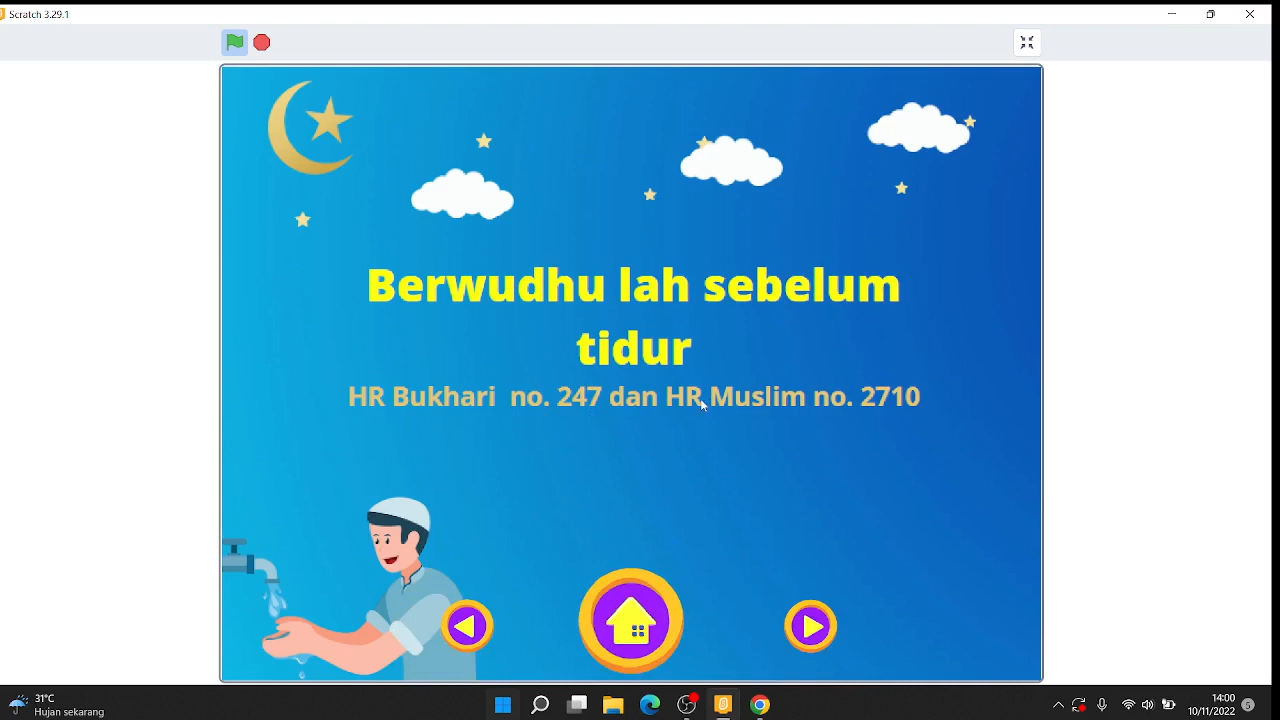 Scratch 3.29.1
Berwudhu lah sebelum
tidur
HR Bukhari no. 247 dan HR Muslim no. 2710
31°C
Hujan sekarang
14:00
10/11/2022
5